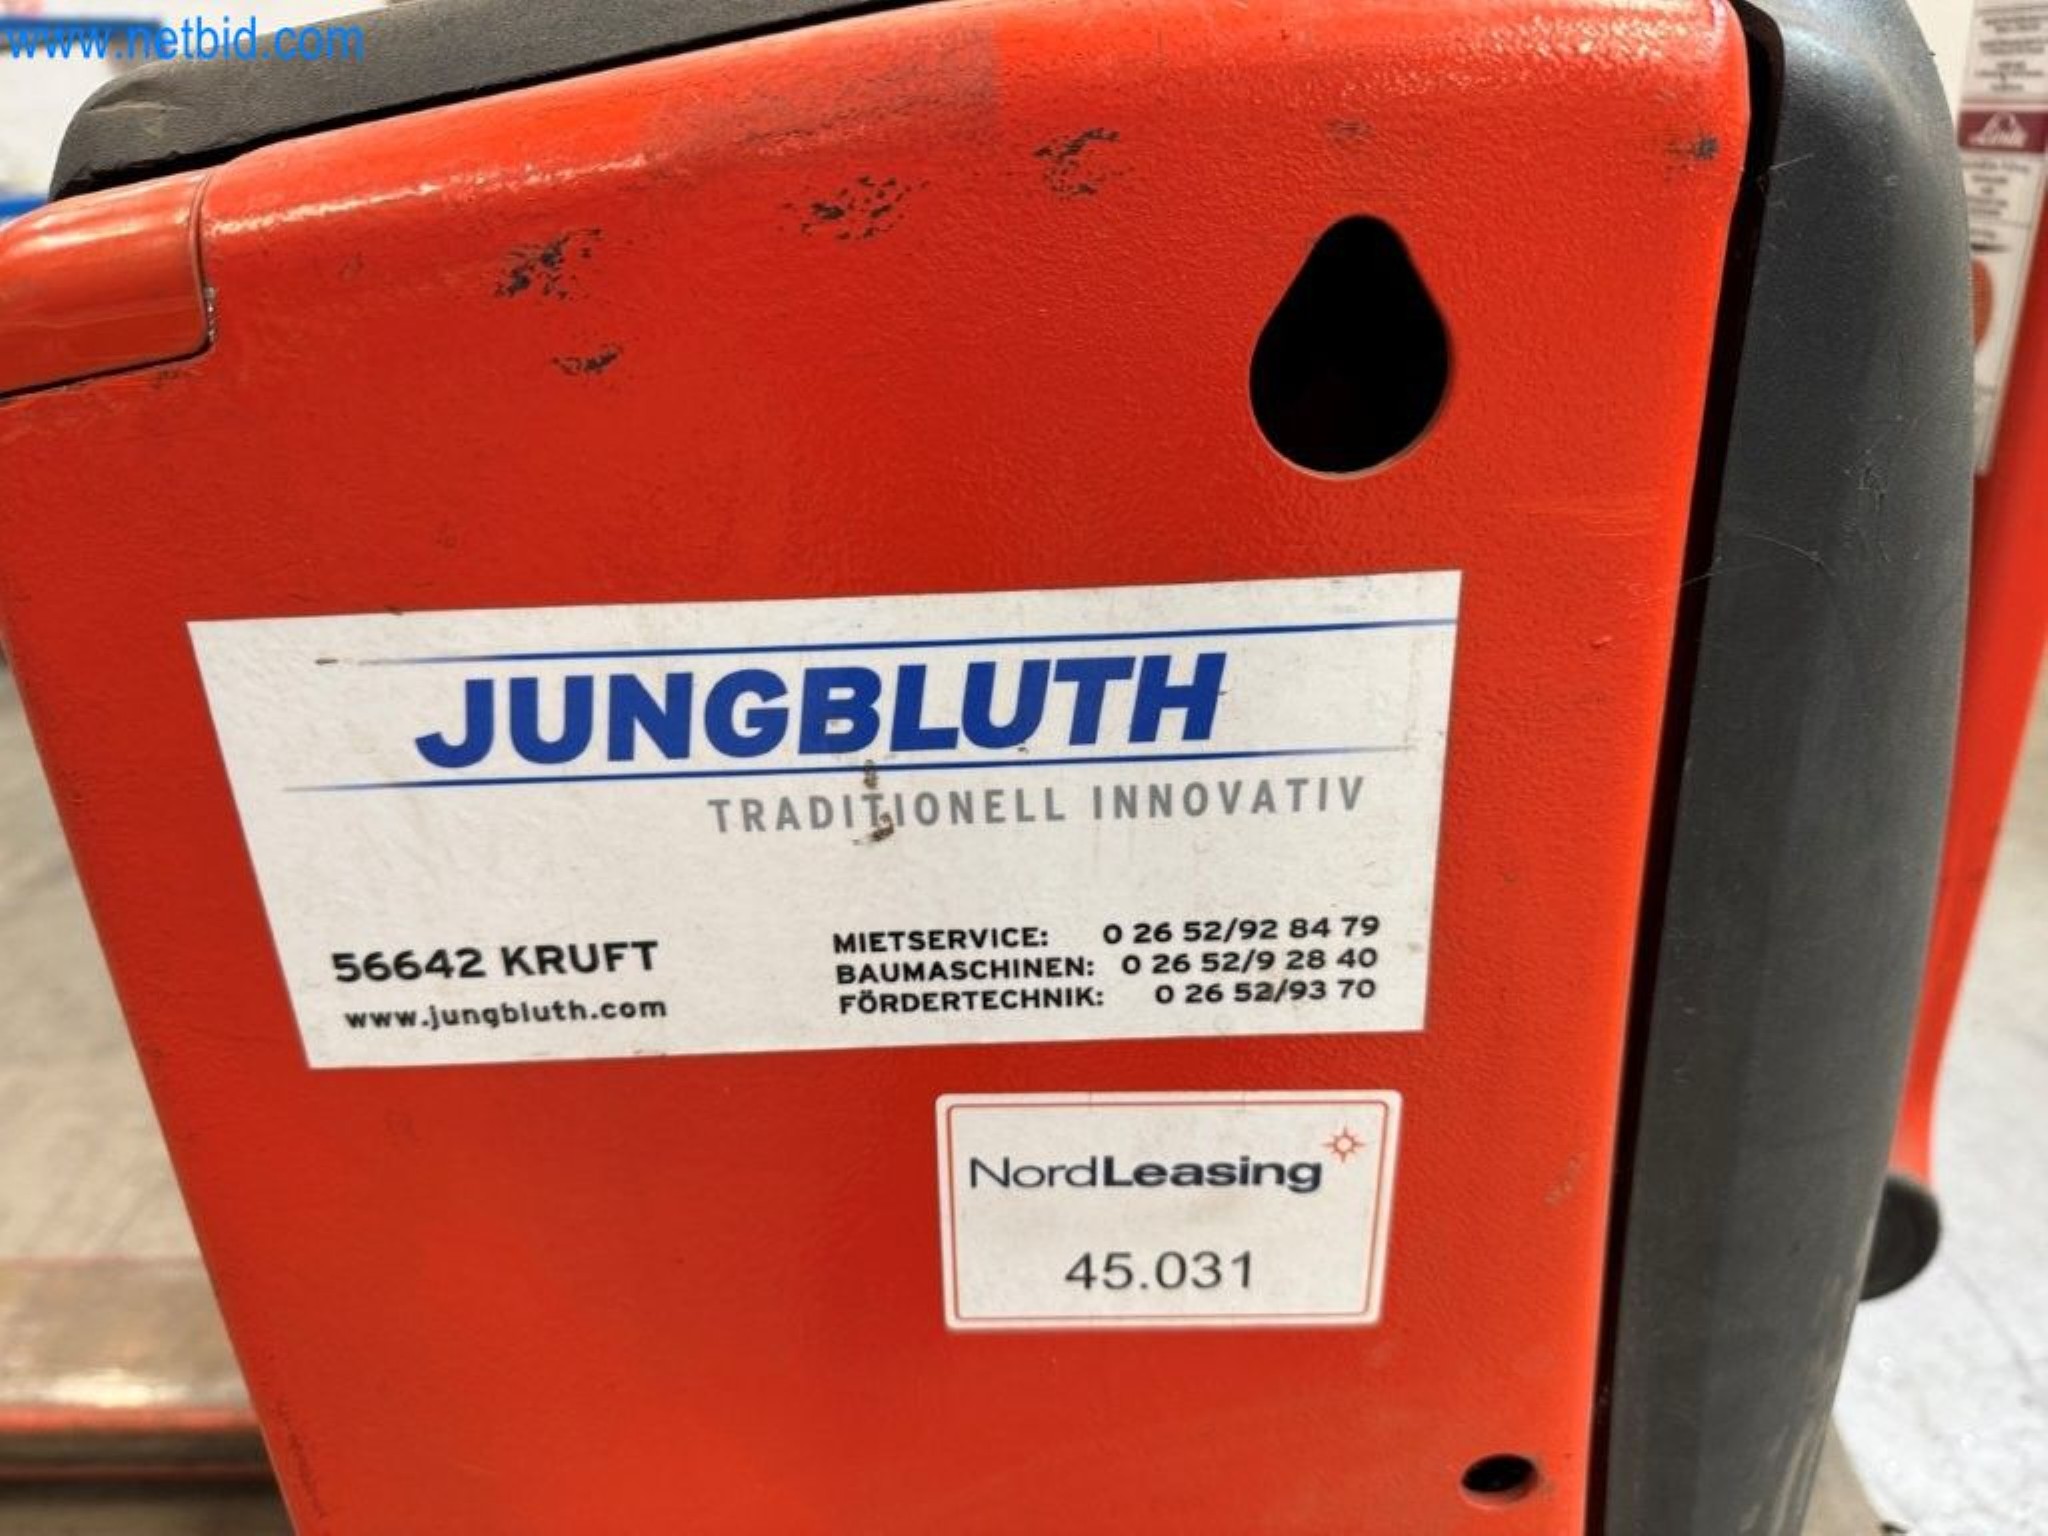 www.netbid.com
Linde
JUNGBLUTH
TRADITIONELL INNOVATIV
56642 KRUFT
www.jungbluth.com
MIETSERVICE: 0 26 52/92 84 79
BAUMASCHINEN: 0 26 52/9 28 40
FÖRDERTECHNIK: 0 26 52/93 70
NordLeasing
45.031